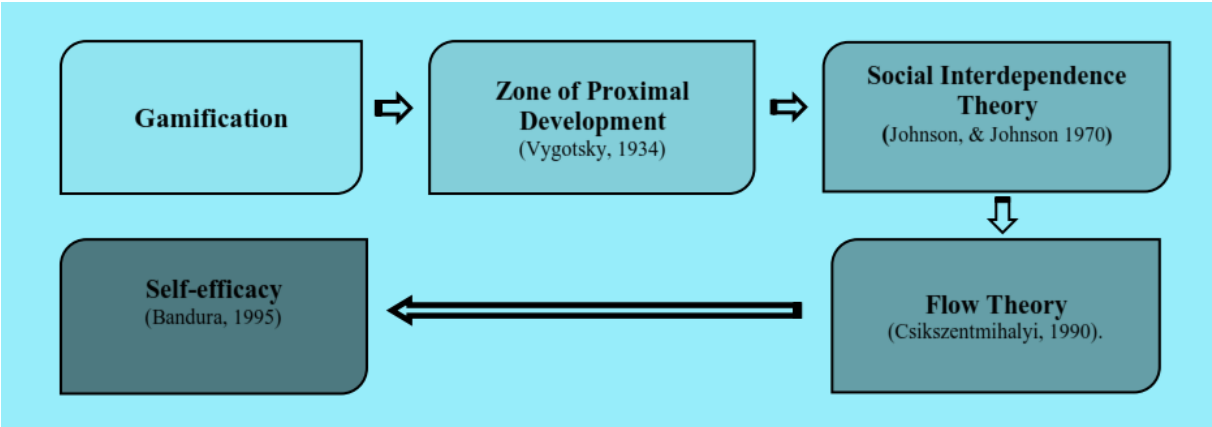 Gamification
Zone of Proximal
Development
(Vygotsky, 1934)
Social Interdependence
Theory
(Johnson, & Johnson 1970)
Flow Theory
(Csikszentmihalyi, 1990).
Self-efficacy
(Bandura, 1995)